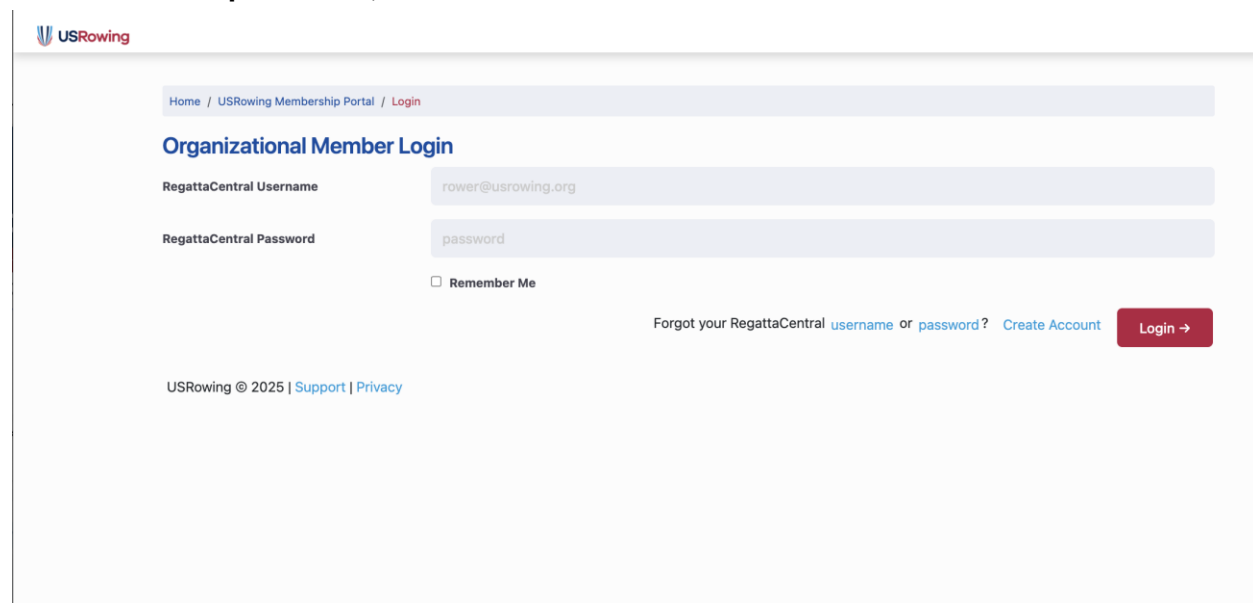 USRowing
Home / USRowing Membership Portal / Login
Organizational Member Login
RegattaCentral Username
rower@usrowing.org
RegattaCentral Password
password
Remember Me
Forgot your RegattaCentral username or password? Create Account Login →
USRowing © 2025 | Support | Privacy